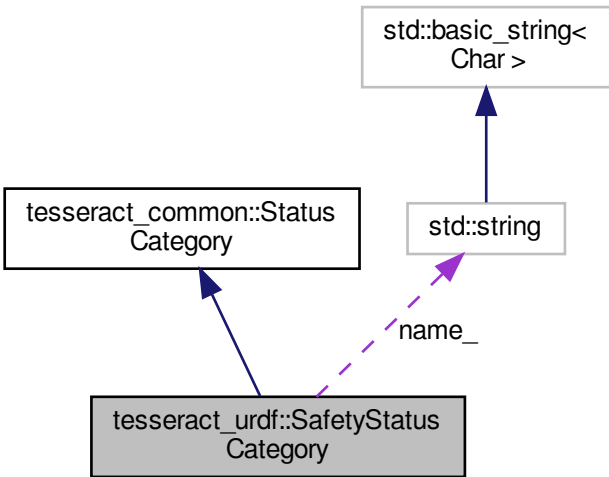 std::basic_string<
Char >
tesseract_common::Status
Category
std::string
name_
tesseract_urdf::SafetyStatus
Category